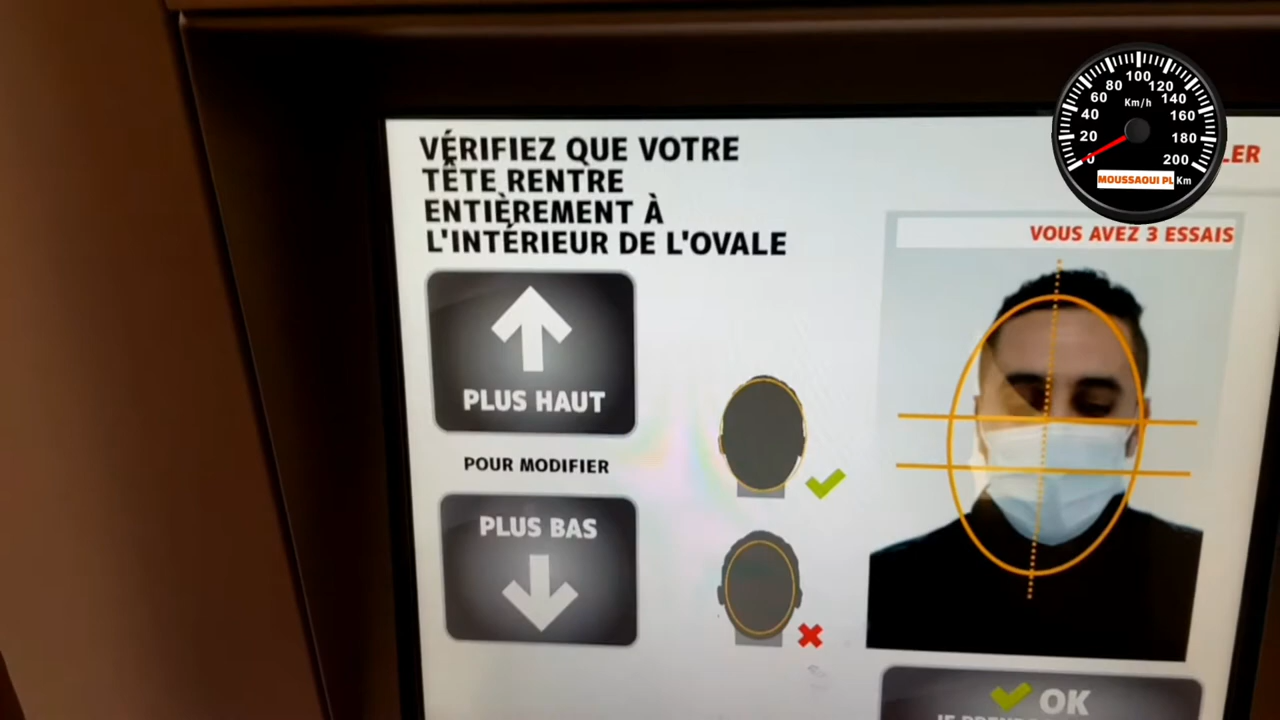 VÉRIFIEZ QUE VOTRE
TÊTE RENTRE
ENTIÈREMENT À
L'INTÉRIEUR DE L'OVALE
PLUS HAUT
POUR MODIFIER
PLUS BAS
VOUS AVEZ 3 ESSAIS
OK
0 20 40 60 80 100 120 140 160 180 200
Km/h
MOUSSAOUI PL Km